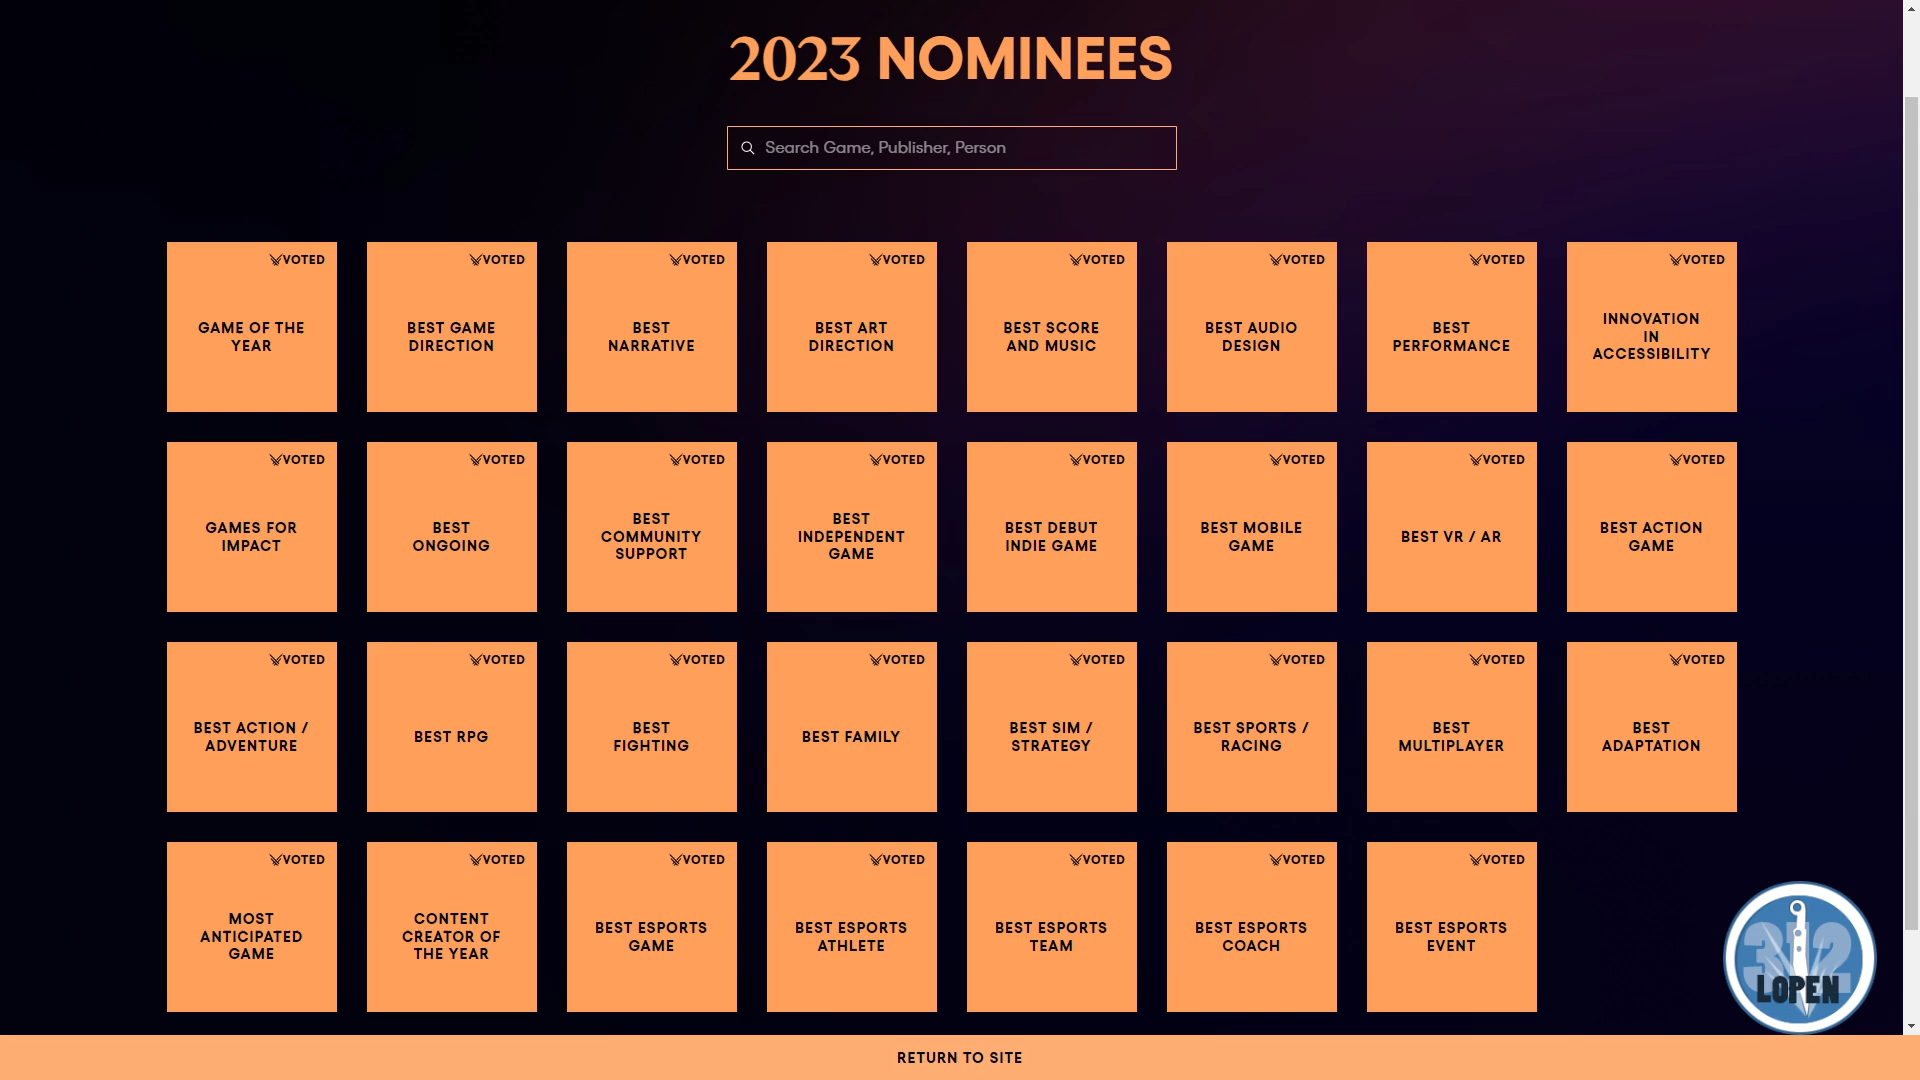 2023 NOMINEES
Search Game, Publisher, Person
VOTED
GAME OF THE
YEAR
VOTED
BEST GAME
DIRECTION
VOTED
BEST
NARRATIVE
VOTED
BEST ART
DIRECTION
VOTED
BEST SCORE
AND MUSIC
VOTED
BEST AUDIO
DESIGN
VOTED
BEST
PERFORMANCE
VOTED
INNOVATION
IN
ACCESSIBILITY
VOTED
GAMES FOR
IMPACT
VOTED
BEST
ONGOING
VOTED
BEST
COMMUNITY
SUPPORT
VOTED
BEST
INDEPENDENT
GAME
VOTED
BEST DEBUT
INDIE GAME
VOTED
BEST MOBILE
GAME
VOTED
BEST VR / AR
VOTED
BEST ACTION
GAME
VOTED
BEST ACTION /
ADVENTURE
VOTED
BEST RPG
VOTED
BEST
FIGHTING
VOTED
BEST FAMILY
VOTED
BEST SIM /
STRATEGY
VOTED
BEST SPORTS /
RACING
VOTED
BEST
MULTIPLAYER
VOTED
BEST
ADAPTATION
VOTED
MOST
ANTICIPATED
GAME
VOTED
CONTENT
CREATOR OF
THE YEAR
VOTED
BEST ESPORTS
GAME
VOTED
BEST ESPORTS
ATHLETE
VOTED
BEST ESPORTS
TEAM
VOTED
BEST ESPORTS
COACH
VOTED
BEST ESPORTS
EVENT
312
LOPEN
RETURN TO SITE